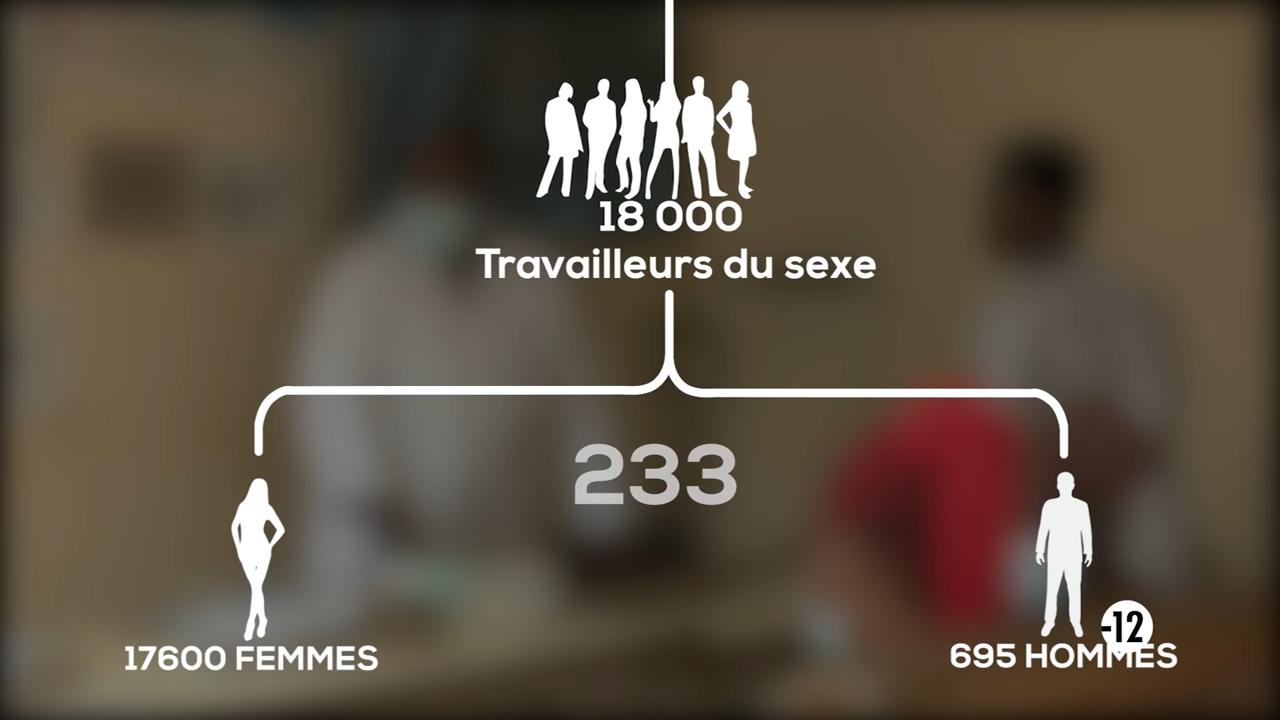 18 000
Travailleurs du sexe
233
17600 FEMMES
695 HOMMES
-12